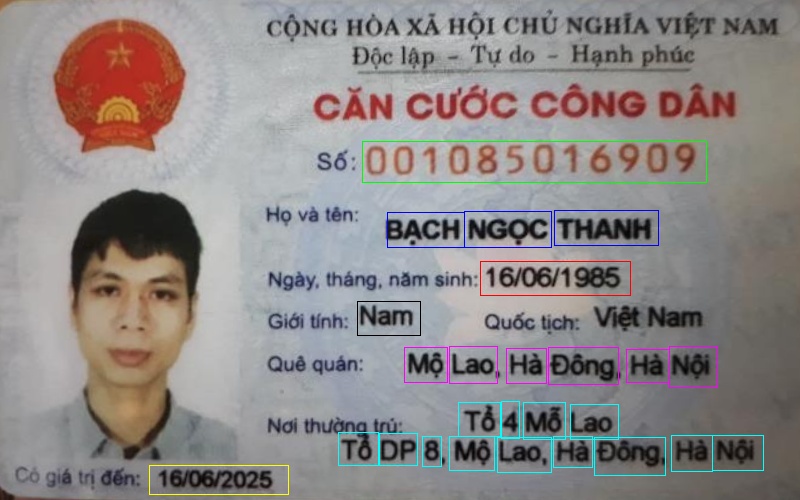 CỘNG HÒA XÃ HỘI CHỦ NGHĨA VIỆT NAM
Độc lập - Tự do - Hạnh phúc
CĂN CƯỚC CÔNG DÂN
Số: 001085016909
Họ và tên: BẠCH NGỌC THANH
Ngày, tháng, năm sinh: 16/06/1985
Giới tính: Nam Quốc tịch: Việt Nam
Quê quán: Mộ Lao, Hà Đông, Hà Nội
Nơi thường trú: Tổ 4 Mỗ Lao
Tổ DP 8, Mộ Lao, Hà Đông, Hà Nội
Có giá trị đến: 16/06/2025